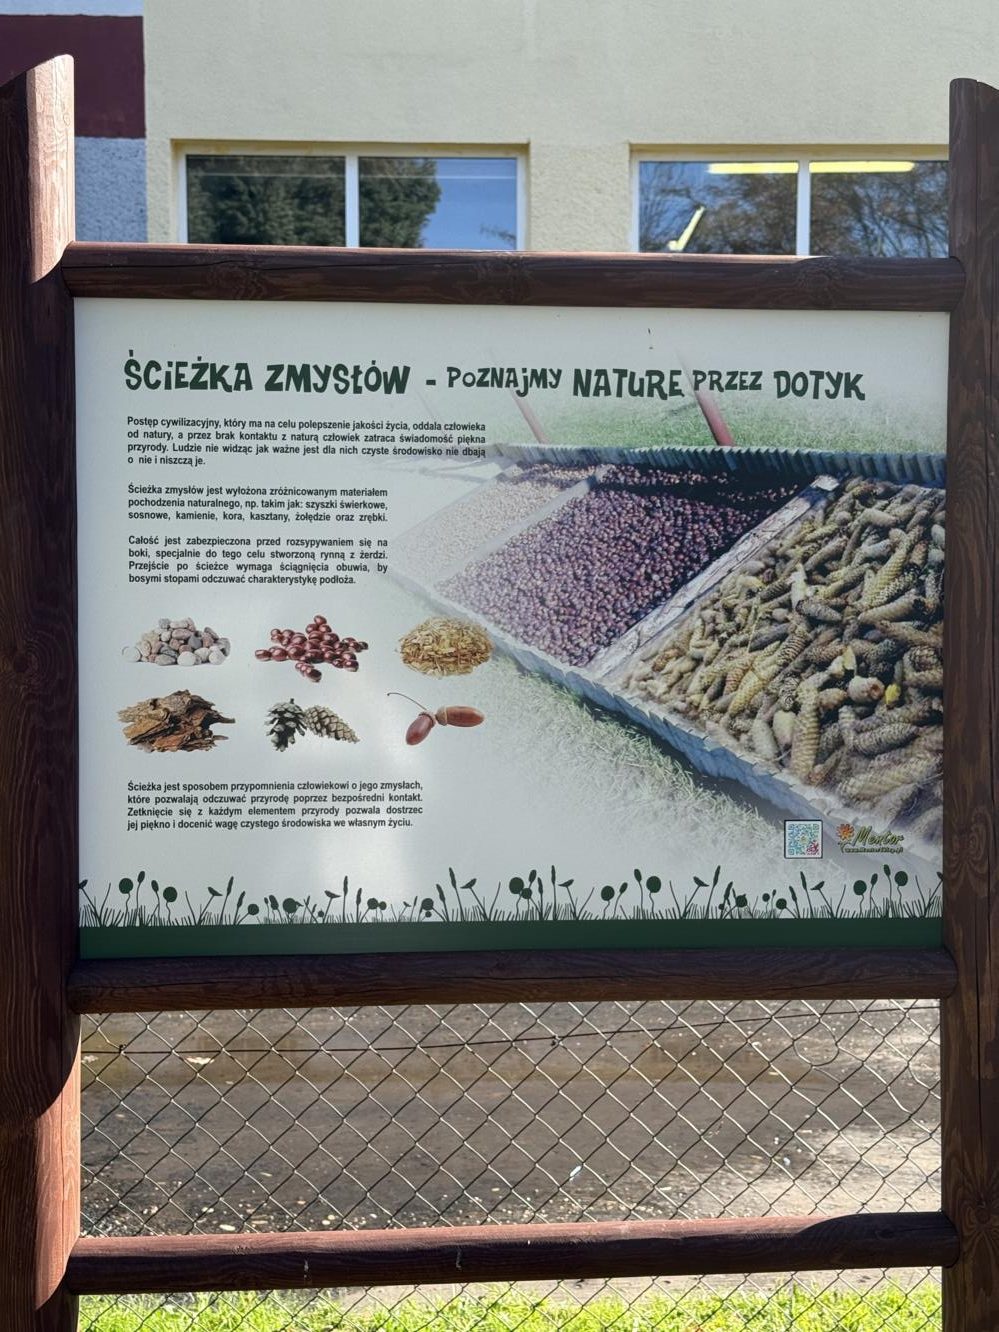 ŚCIEŻKA ZMYSŁÓW - POZNAJMY NATURE PRZEZ DOTYK
Postęp cywilizacyjny, który ma na celu polepszenie jakości życia, oddala człowieka
od natury, a przez brak kontaktu z naturą człowiek zatraca świadomość piękna
przyrody. Ludzie nie widząc jak ważne jest dla nich czyste środowisko nie dbają
o nie i niszczą je.
Ścieżka zmysłów jest wyłożona zróżnicowanym materiałem
pochodzenia naturalnego, np. takim jak: szyszki świerkowe,
sosnowe, kamienie, kora, kasztany, żołędzie oraz zrębki.
Całość jest zabezpieczona przed rozsypywaniem się na
boki, specjalnie do tego celu stworzoną rynną z żerdzi.
Przejście po ścieżce wymaga ściągnięcia obuwia, by
bosymi stopami odczuwać charakterystykę podłoża.
Ścieżka jest sposobem przypomnienia człowiekowi o jego zmysłach,
które pozwalają odczuwać przyrodę poprzez bezpośredni kontakt.
Zetknięcie się z każdym elementem przyrody pozwala dostrzec
jej piękno i docenić wagę czystego środowiska we własnym życiu.
Mentor